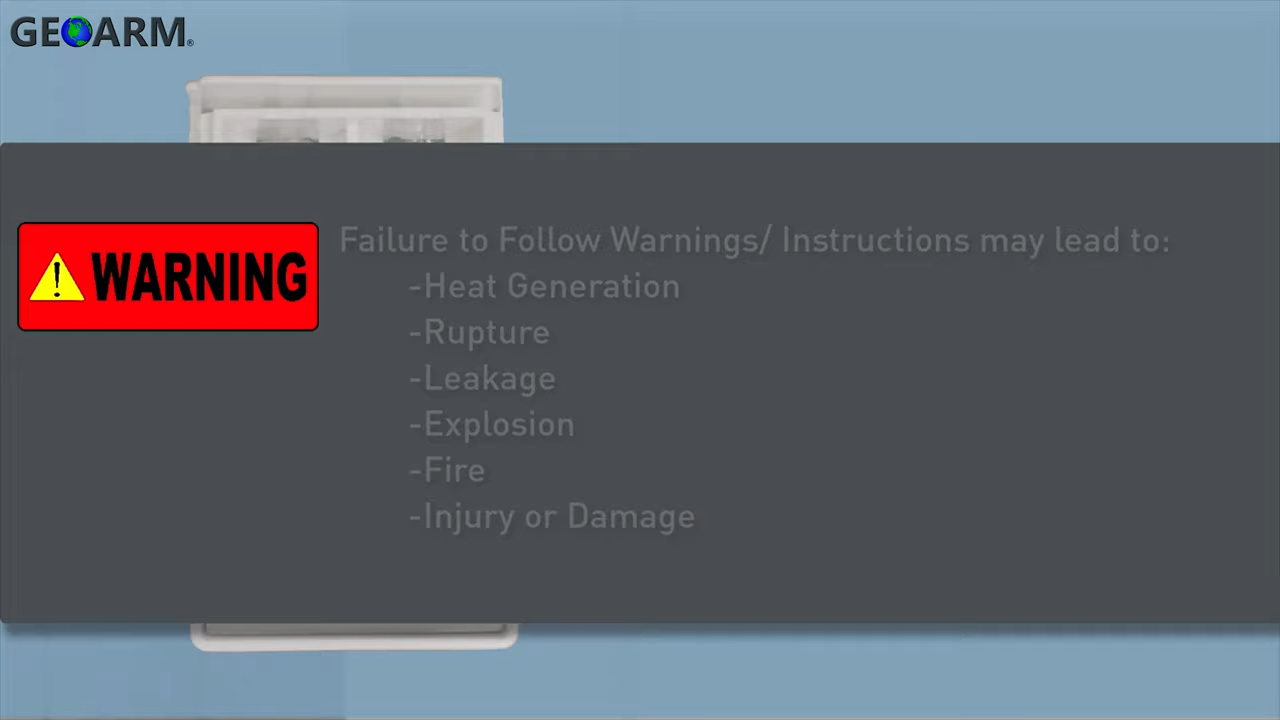 GEOARM®
WARNING
Failure to Follow Warnings/ Instructions may lead to:
-Heat Generation
-Rupture
-Leakage
-Explosion
-Fire
-Injury or Damage